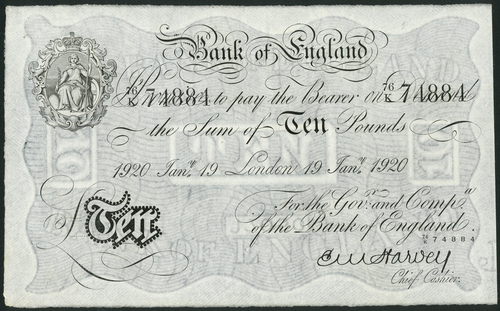 Bank of England
76/K 74884 I Promise to pay the Bearer on 76/K 74884
the Sum of Ten Pounds
1920 Jany. 19 London 19 Jany. 1920
For the Govr. and Compa.
of the Bank of England.
76/K 74884
£ Ten
E M Harvey
Chief Cashier.